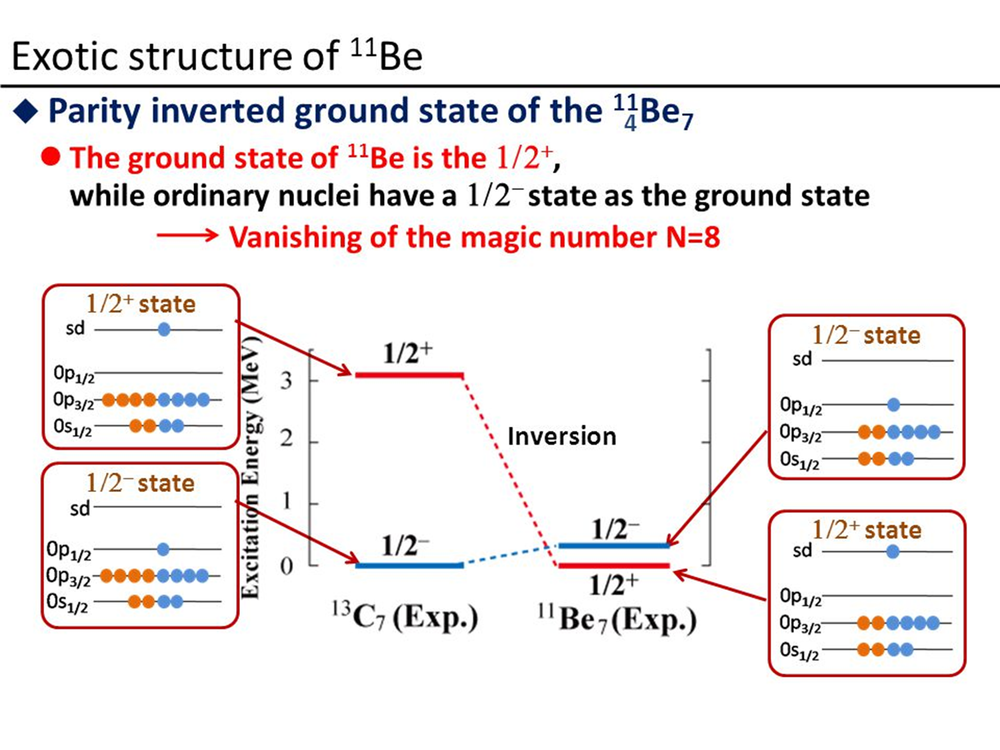 Exotic structure of ¹¹Be
◆ Parity inverted ground state of the ¹¹₄Be₇
● The ground state of ¹¹Be is the 1/2⁺,
while ordinary nuclei have a 1/2⁻ state as the ground state
→ Vanishing of the magic number N=8
1/2⁺ state
sd
0p₁/₂
0p₃/₂
0s₁/₂
1/2⁻ state
sd
0p₁/₂
0p₃/₂
0s₁/₂
Excitation Energy (MeV)
3
2
1
0
1/2⁺
1/2⁻
¹³C₇ (Exp.)
Inversion
1/2⁻
1/2⁺
¹¹Be₇ (Exp.)
1/2⁻ state
sd
0p₁/₂
0p₃/₂
0s₁/₂
1/2⁺ state
sd
0p₁/₂
0p₃/₂
0s₁/₂